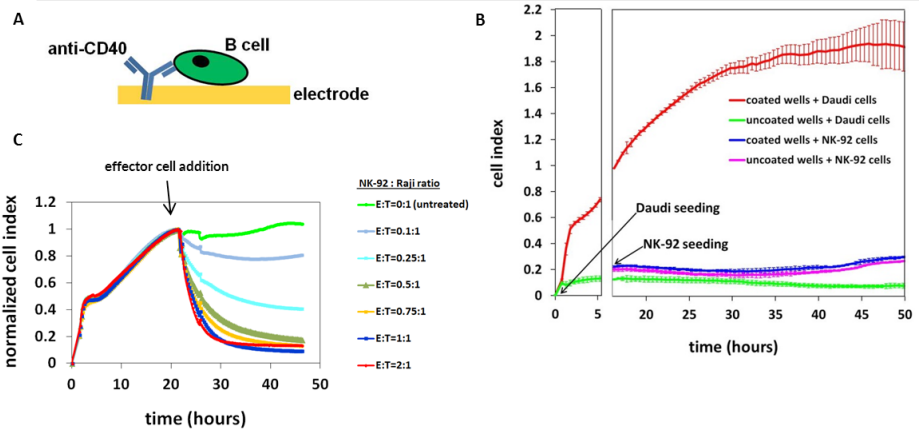 A
anti-CD40
B cell
electrode
B
2.2
2
1.8
1.6
1.4
1.2
1
0.8
0.6
0.4
0.2
0
cell index
coated wells + Daudi cells
uncoated wells + Daudi cells
coated wells + NK-92 cells
uncoated wells + NK-92 cells
Daudi seeding
NK-92 seeding
0 5 20 25 30 35 40 45 50
time (hours)
C
effector cell addition
1.2
1
0.8
0.6
0.4
0.2
0
normalized cell index
0 10 20 30 40 50
time (hours)
NK-92 : Raji ratio
E:T=0:1 (untreated)
E:T=0.1:1
E:T=0.25:1
E:T=0.5:1
E:T=0.75:1
E:T=1:1
E:T=2:1